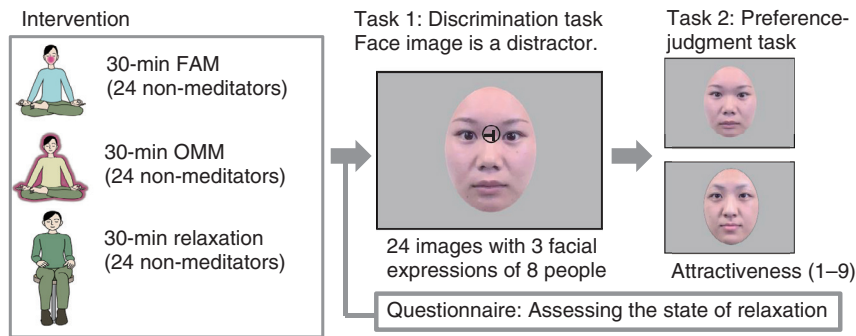 Intervention
30-min FAM
(24 non-meditators)
30-min OMM
(24 non-meditators)
30-min relaxation
(24 non-meditators)
Task 1: Discrimination task
Face image is a distractor.
24 images with 3 facial
expressions of 8 people
Task 2: Preference-
judgment task
Attractiveness (1–9)
Questionnaire: Assessing the state of relaxation